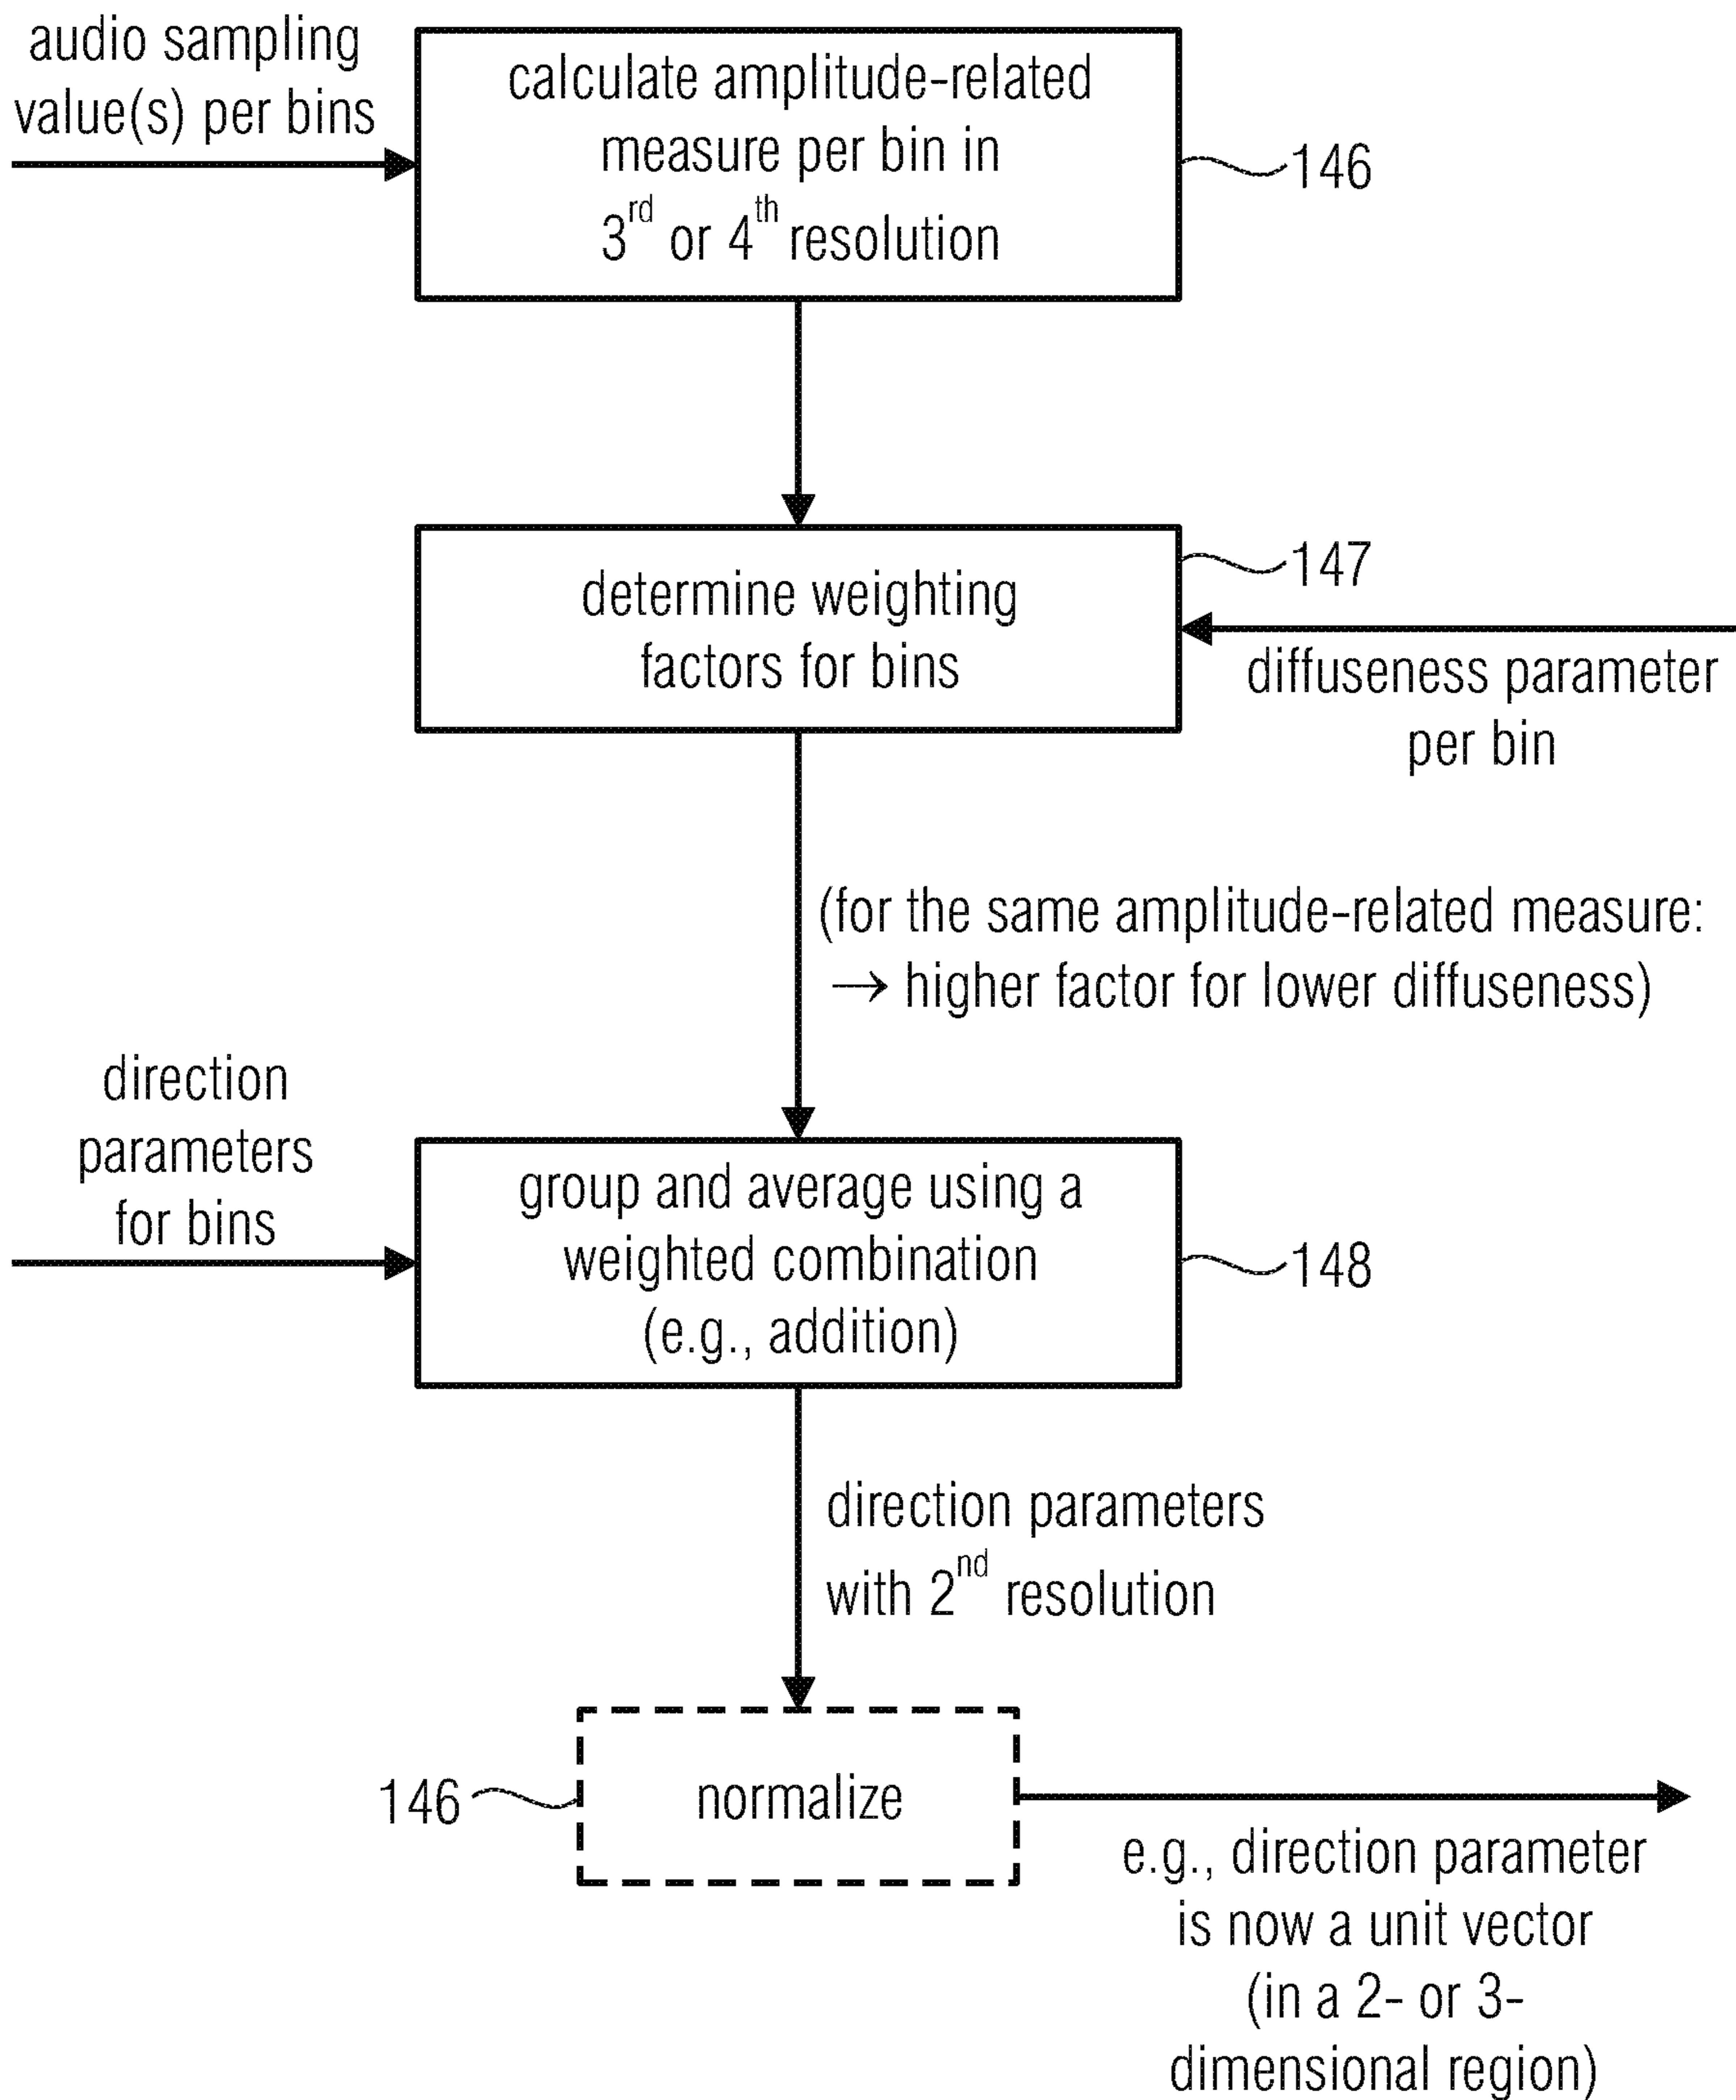 audio sampling
value(s) per bins
calculate amplitude-related
measure per bin in
3rd or 4th resolution
146
determine weighting
factors for bins
147
diffuseness parameter
per bin
(for the same amplitude-related measure:
→ higher factor for lower diffuseness)
direction
parameters
for bins
group and average using a
weighted combination
(e.g., addition)
148
direction parameters
with 2nd resolution
146
normalize
e.g., direction parameter
is now a unit vector
(in a 2- or 3-
dimensional region)